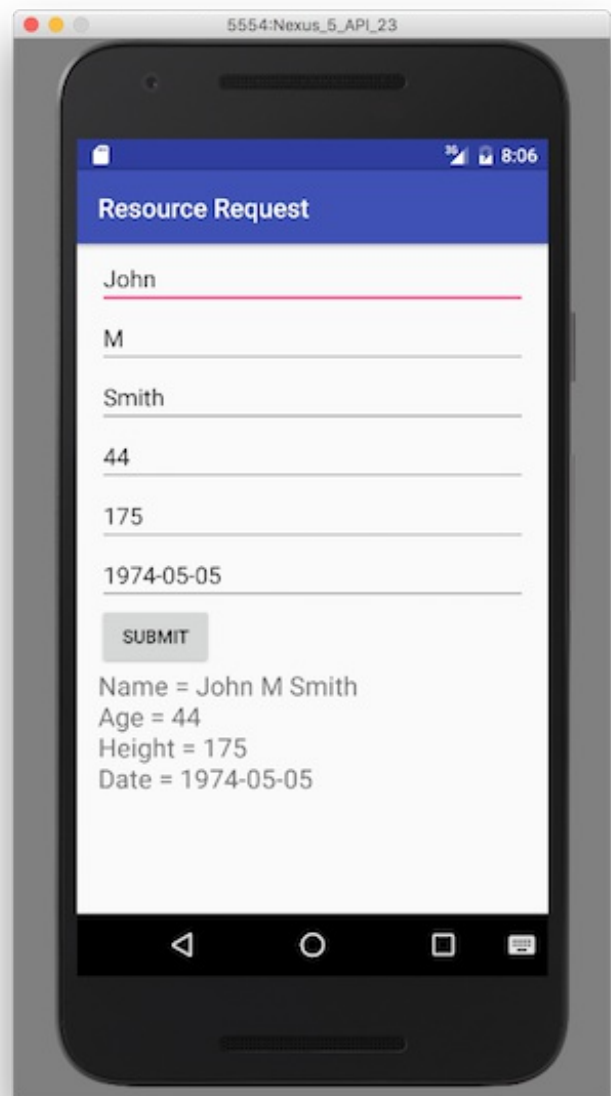 5554:Nexus_5_API_23
3G 8:06
Resource Request
John
M
Smith
44
175
1974-05-05
SUBMIT
Name = John M Smith
Age = 44
Height = 175
Date = 1974-05-05